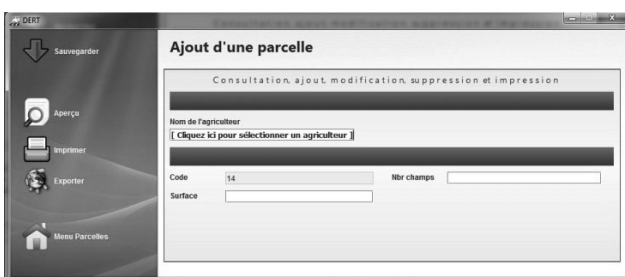 DERT
Sauvegarder
Aperçu
Imprimer
Exporter
Menu Parcelles
Ajout d'une parcelle
Consultation, ajout, modification, suppression et impression
Nom de l'agriculteur
[ Cliquez ici pour sélectionner un agriculteur ]
Code 14 Nbr champs
Surface